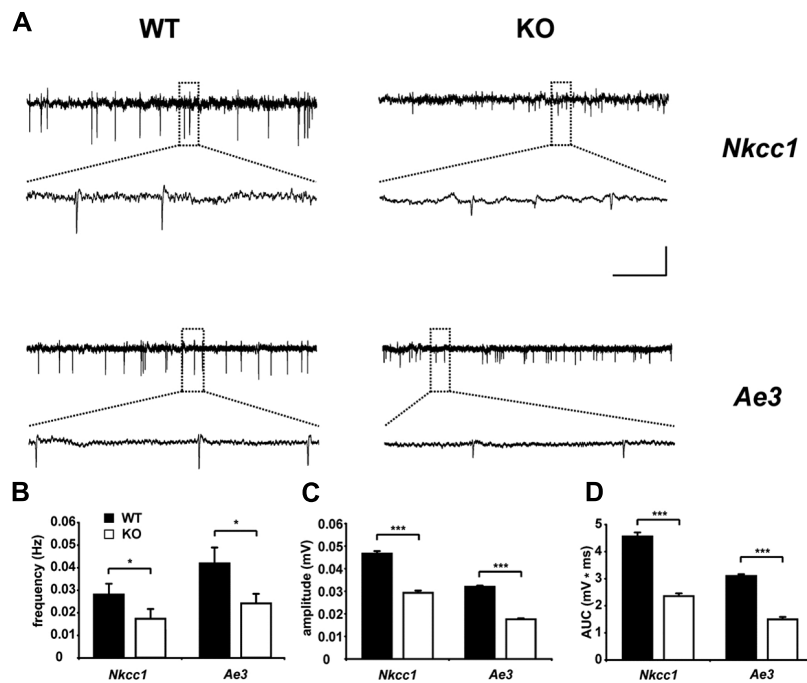 A
WT
KO
Nkcc1
Ae3
B
frequency (Hz)
0.06
0.05
0.04
0.03
0.02
0.01
0
WT
KO
*
*
Nkcc1
Ae3
C
amplitude (mV)
0.06
0.05
0.04
0.03
0.02
0.01
0
***
***
Nkcc1
Ae3
D
AUC (mV * ms)
5
4
3
2
1
0
***
***
Nkcc1
Ae3